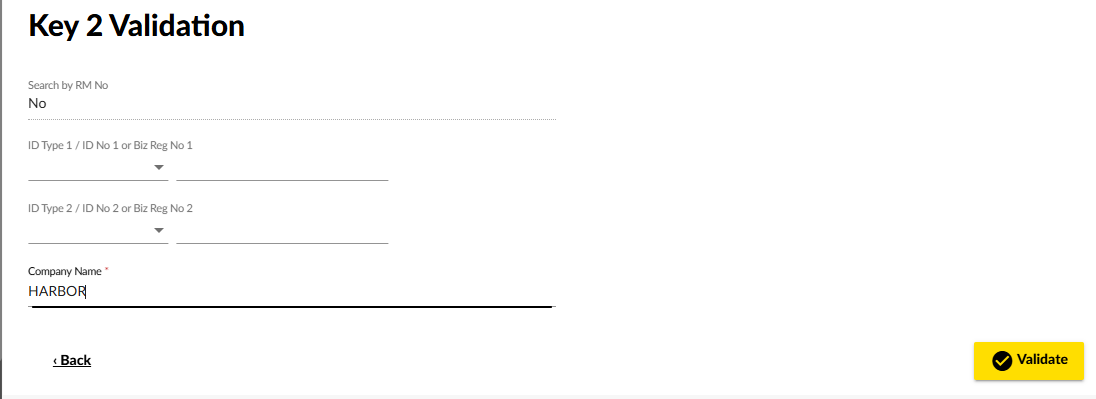 Key 2 Validation
Search by RM No
No
ID Type 1 / ID No 1 or Biz Reg No 1
ID Type 2 / ID No 2 or Biz Reg No 2
Company Name *
HARBOR
‹ Back
Validate